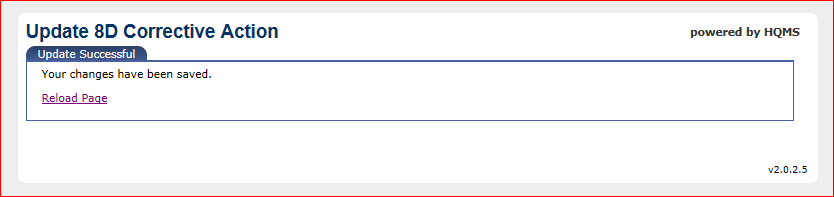 Update 8D Corrective Action
powered by HQMS
Update Successful
Your changes have been saved.
Reload Page
v2.0.2.5